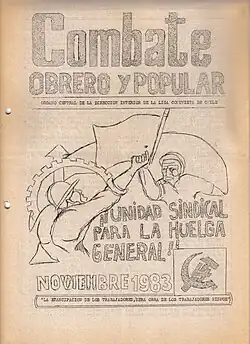 Combate
OBRERO Y POPULAR
ORGANO CENTRAL DE LA DIRECCION INTERIOR DE LA LIGA COMUNISTA DE CHILE
"UNIDAD SINDICAL
PARA LA HUELGA
GENERAL"
NOVIEMBRE 1983
"LA EMANCIPACION DE LOS TRABAJADORES, SERA OBRA DE LOS TRABAJADORES MISMOS"